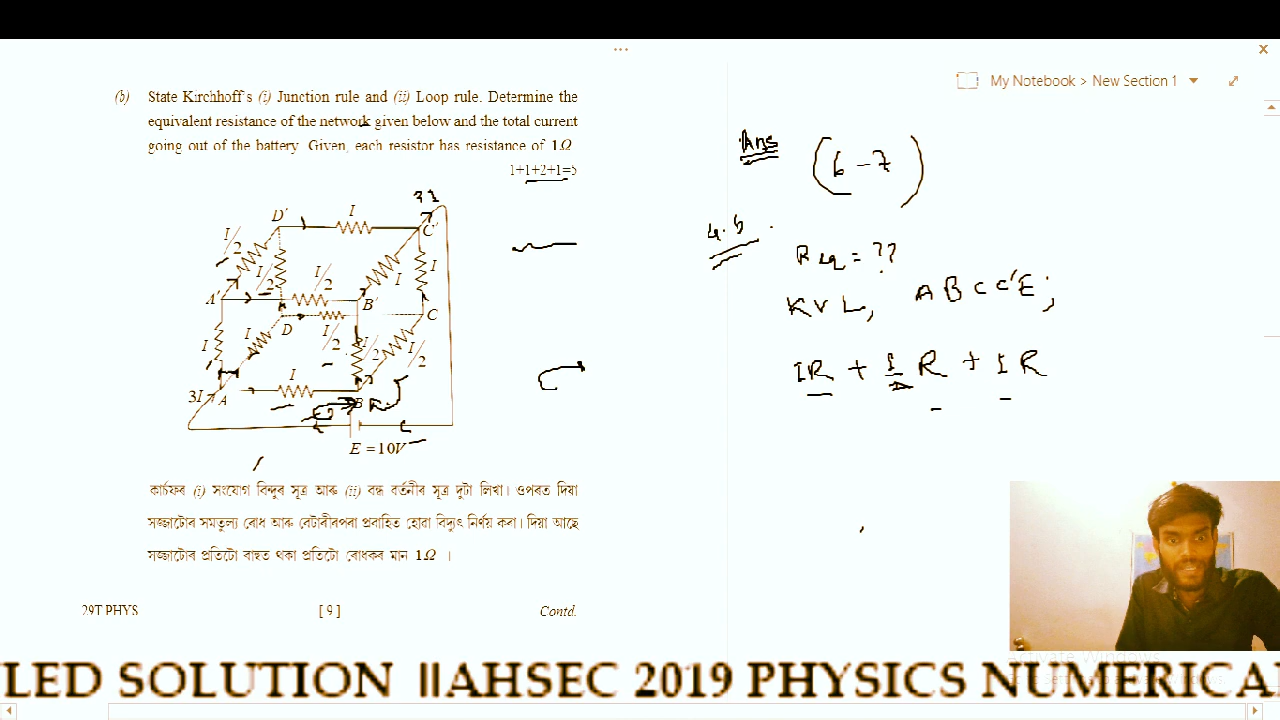 My Notebook > New Section 1
(b) State Kirchhoff's (i) Junction rule and (ii) Loop rule. Determine the
equivalent resistance of the network given below and the total current
going out of the battery. Given, each resistor has resistance of 1Ω.
1+1+2+1=5
3I
D'
I
C'
I/2
I/2
I/2
I
I
A'
B'
D
C
I
I
I/2
I/2
I/2
I
3I
A
B
E = 10V
কাৰ্চফৰ (i) সংযোগ বিন্দুৰ সূত্ৰ আৰু (ii) বন্ধ বৰ্তনীৰ সূত্ৰ দুটা লিখা। ওপৰত দিয়া
সজ্জাটোৰ সমতুল্য ৰোধ আৰু বেটাৰীৰপৰা প্ৰবাহিত হোৱা বিদ্যুৎ নিৰ্ণয় কৰা। দিয়া আছে
সজ্জাটোৰ প্ৰতিটো বাহুত থকা প্ৰতিটো ৰোধকৰ মান 1Ω ।
29T PHYS
[ 9 ]
Contd.
Ans (6-7)
4.b.
Req = ??
KVL, ABCC'E;
IR + I/2 R + IR
Activate Windows
LED SOLUTION ||AHSEC 2019 PHYSICS NUMERICA